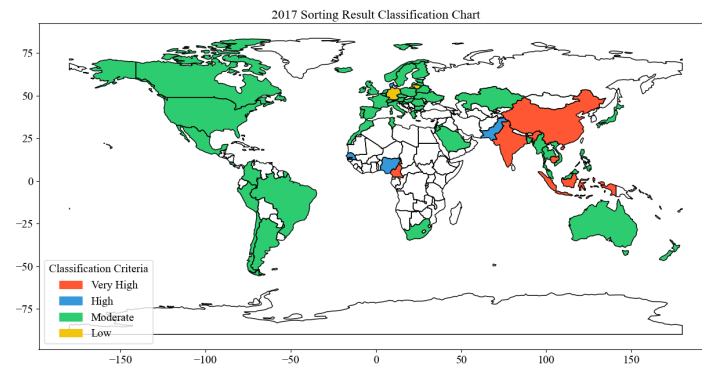 2017 Sorting Result Classification Chart
75
50
25
0
−25
−50
−75
Classification Criteria
Very High
High
Moderate
Low
−150 −100 −50 0 50 100 150